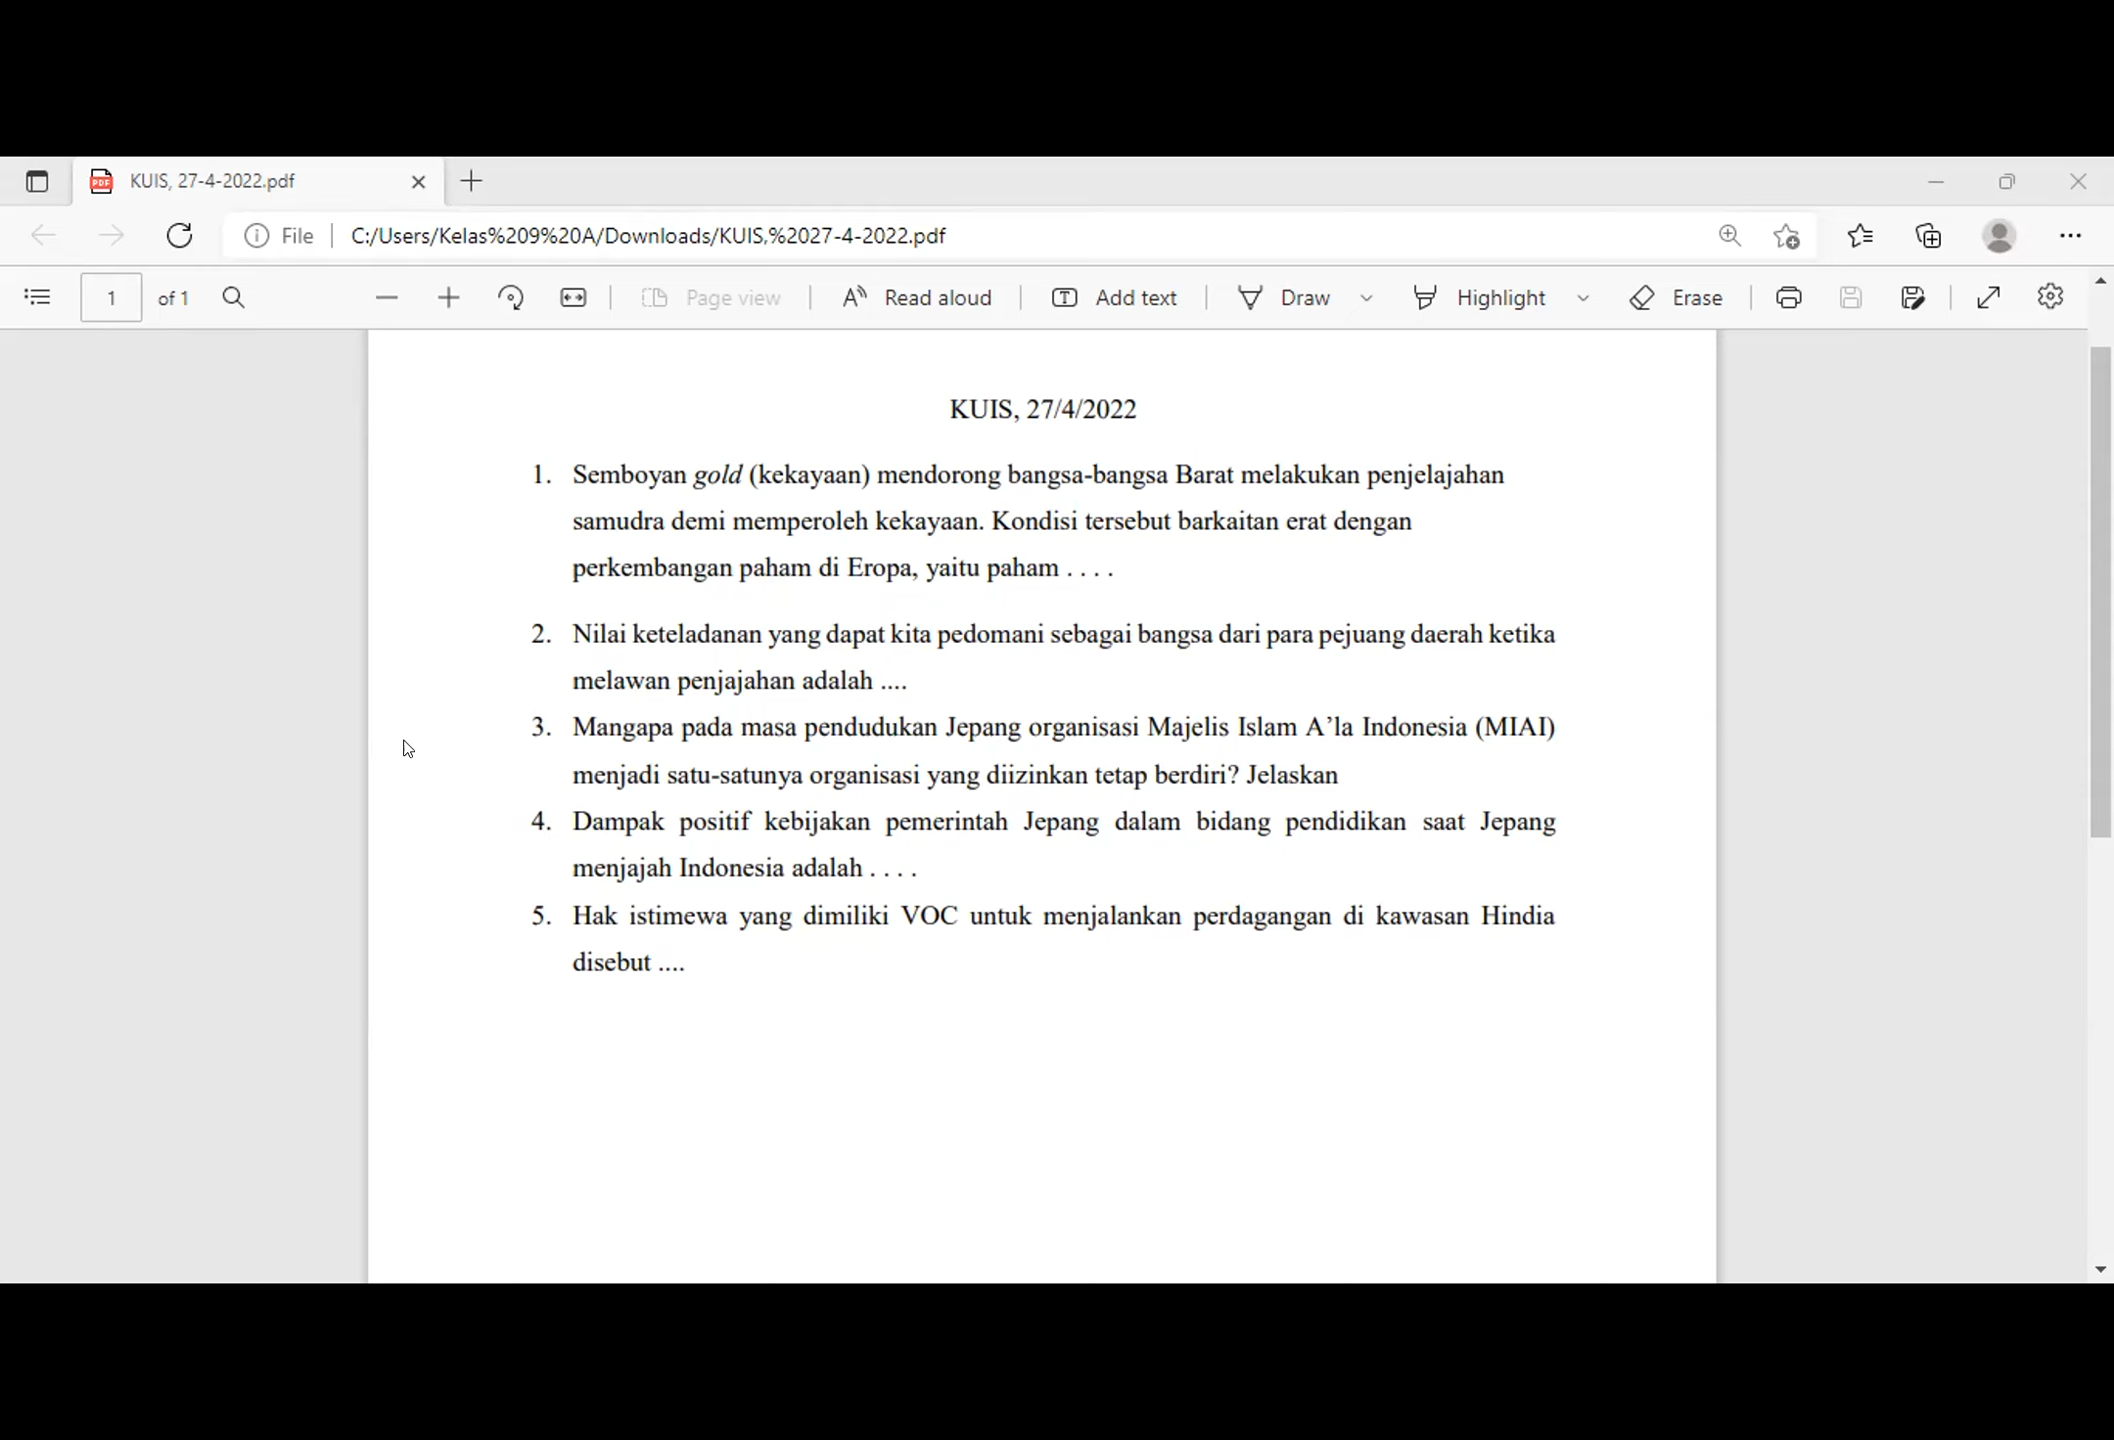 KUIS, 27-4-2022.pdf
File C:/Users/Kelas%209%20A/Downloads/KUIS,%2027-4-2022.pdf
1 of 1 Page view Read aloud Add text Draw Highlight Erase
KUIS, 27/4/2022
1. Semboyan gold (kekayaan) mendorong bangsa-bangsa Barat melakukan penjelajahan
samudra demi memperoleh kekayaan. Kondisi tersebut barkaitan erat dengan
perkembangan paham di Eropa, yaitu paham . . . .
2. Nilai keteladanan yang dapat kita pedomani sebagai bangsa dari para pejuang daerah ketika
melawan penjajahan adalah ....
3. Mangapa pada masa pendudukan Jepang organisasi Majelis Islam A’la Indonesia (MIAI)
menjadi satu-satunya organisasi yang diizinkan tetap berdiri? Jelaskan
4. Dampak positif kebijakan pemerintah Jepang dalam bidang pendidikan saat Jepang
menjajah Indonesia adalah . . . .
5. Hak istimewa yang dimiliki VOC untuk menjalankan perdagangan di kawasan Hindia
disebut ....